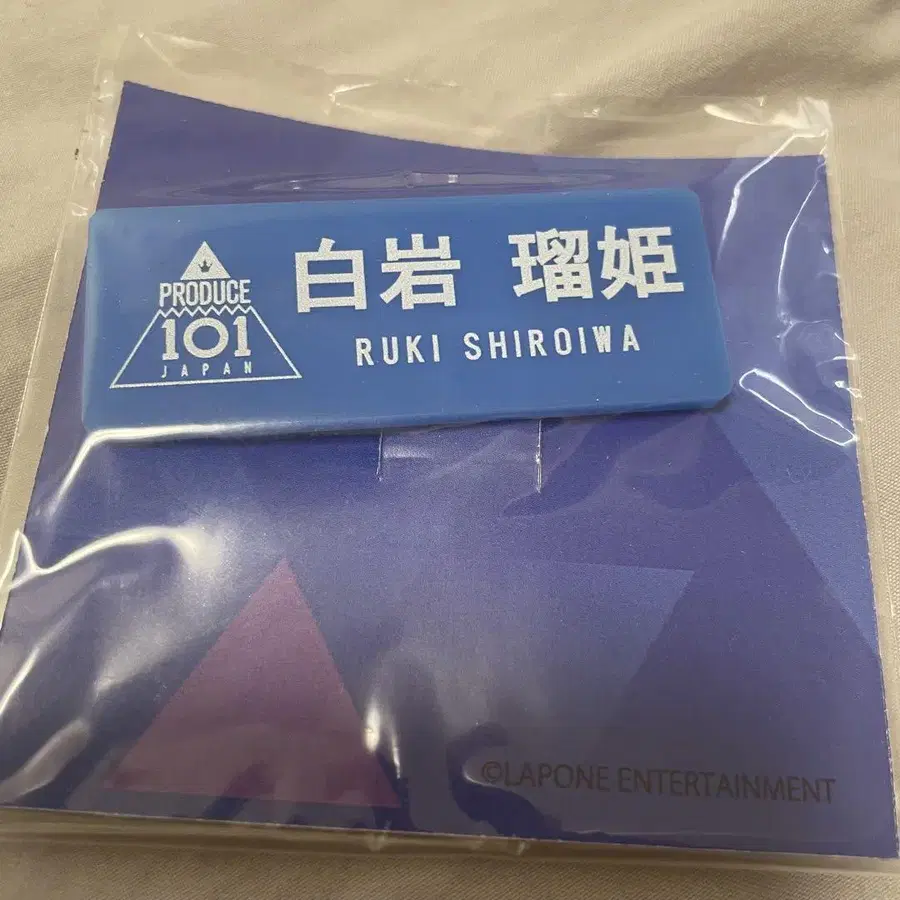 PRODUCE
101
JAPAN
白岩 瑠姫
RUKI SHIROIWA
©LAPONE ENTERTAINMENT